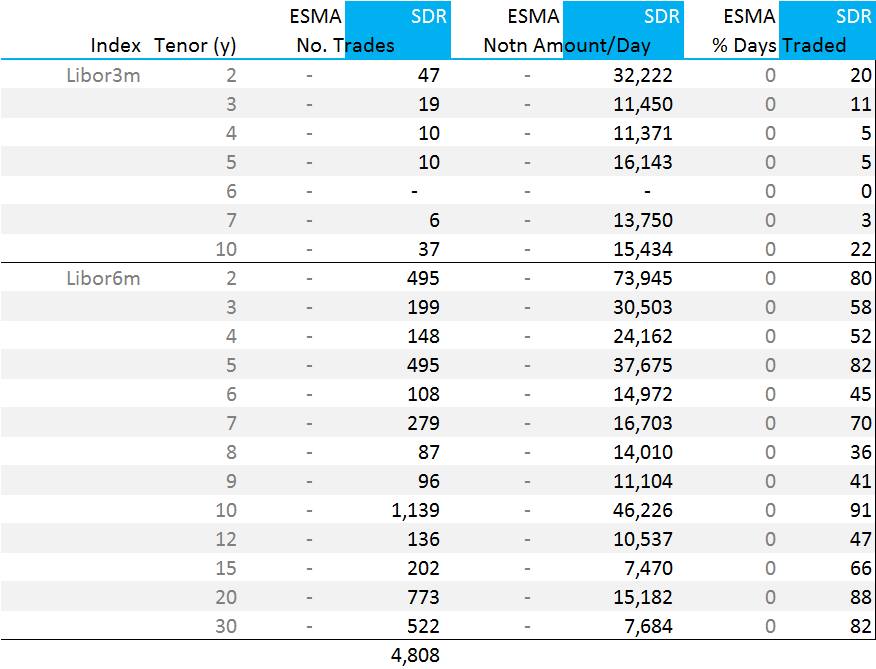 ESMA SDR ESMA SDR ESMA SDR
Index Tenor (y) No. Trades Notn Amount/Day % Days Traded
Libor3m 2 - 47 - 32,222 0 20
3 - 19 - 11,450 0 11
4 - 10 - 11,371 0 5
5 - 10 - 16,143 0 5
6 - - - - 0 0
7 - 6 - 13,750 0 3
10 - 37 - 15,434 0 22
Libor6m 2 - 495 - 73,945 0 80
3 - 199 - 30,503 0 58
4 - 148 - 24,162 0 52
5 - 495 - 37,675 0 82
6 - 108 - 14,972 0 45
7 - 279 - 16,703 0 70
8 - 87 - 14,010 0 36
9 - 96 - 11,104 0 41
10 - 1,139 - 46,226 0 91
12 - 136 - 10,537 0 47
15 - 202 - 7,470 0 66
20 - 773 - 15,182 0 88
30 - 522 - 7,684 0 82
4,808